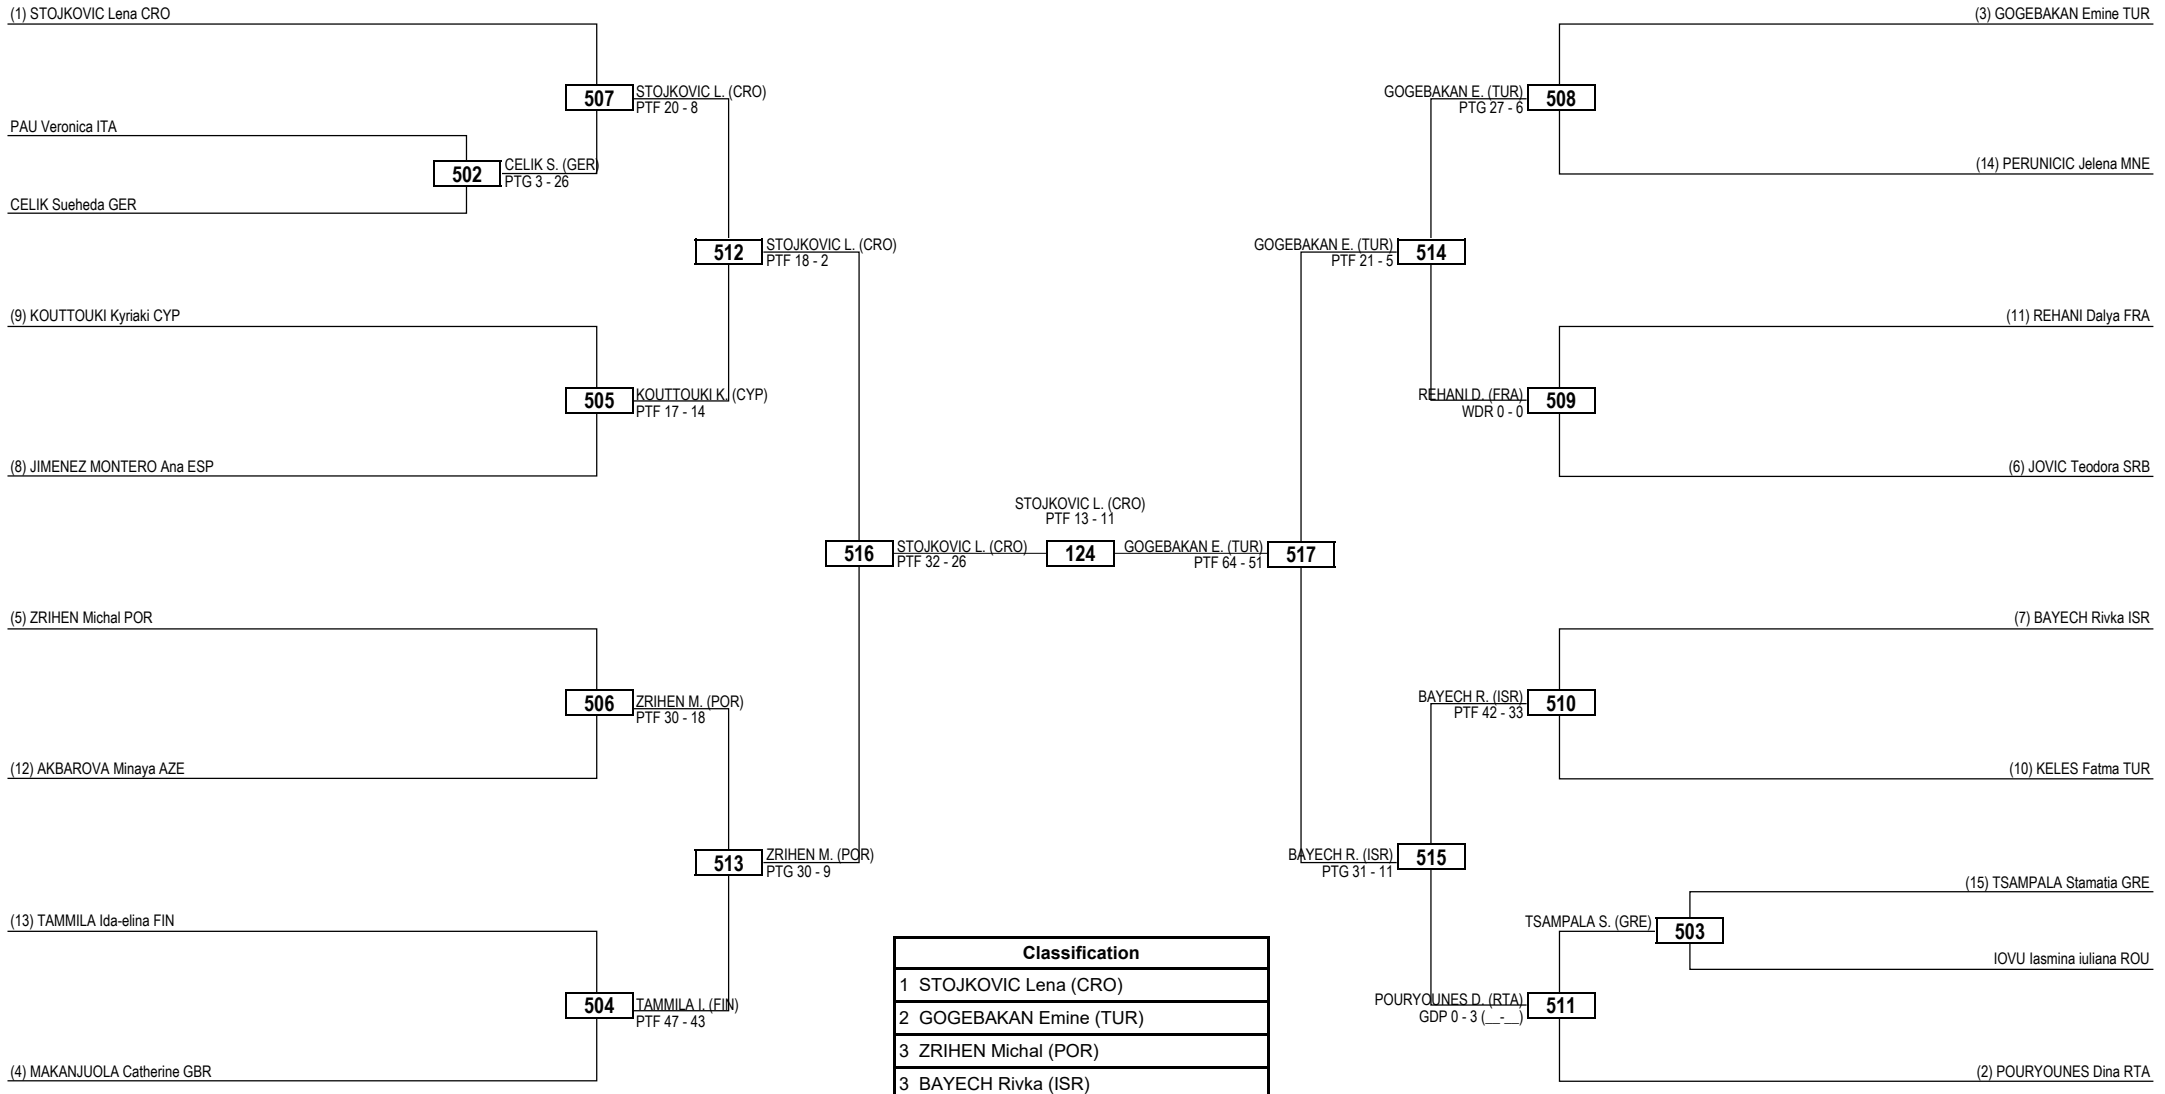 (1) STOJKOVIC Lena CRO
507
STOJKOVIC L. (CRO)
PTF 20 - 8
PAU Veronica ITA
502
CELIK S. (GER)
PTG 3 - 26
CELIK Sueheda GER
512
STOJKOVIC L. (CRO)
PTF 18 - 2
(9) KOUTTOUKI Kyriaki CYP
505
KOUTTOUKI K. (CYP)
PTF 17 - 14
(8) JIMENEZ MONTERO Ana ESP
516
STOJKOVIC L. (CRO)
PTF 32 - 26
(5) ZRIHEN Michal POR
506
ZRIHEN M. (POR)
PTF 30 - 18
(12) AKBAROVA Minaya AZE
513
ZRIHEN M. (POR)
PTG 30 - 9
(13) TAMMILA Ida-elina FIN
504
TAMMILA I. (FIN)
PTF 47 - 43
(4) MAKANJUOLA Catherine GBR
STOJKOVIC L. (CRO)
PTF 13 - 11
124
(3) GOGEBAKAN Emine TUR
GOGEBAKAN E. (TUR)
PTG 27 - 6
508
(14) PERUNICIC Jelena MNE
GOGEBAKAN E. (TUR)
PTF 21 - 5
514
(11) REHANI Dalya FRA
REHANI D. (FRA)
WDR 0 - 0
509
(6) JOVIC Teodora SRB
GOGEBAKAN E. (TUR)
PTF 64 - 51
517
(7) BAYECH Rivka ISR
BAYECH R. (ISR)
PTF 42 - 33
510
(10) KELES Fatma TUR
BAYECH R. (ISR)
PTG 31 - 11
515
(15) TSAMPALA Stamatia GRE
TSAMPALA S. (GRE)
503
IOVU Iasmina iuliana ROU
POURYOUNES D. (RTA)
GDP 0 - 3 (__-__)
511
(2) POURYOUNES Dina RTA
Classification
1 STOJKOVIC Lena (CRO)
2 GOGEBAKAN Emine (TUR)
3 ZRIHEN Michal (POR)
3 BAYECH Rivka (ISR)